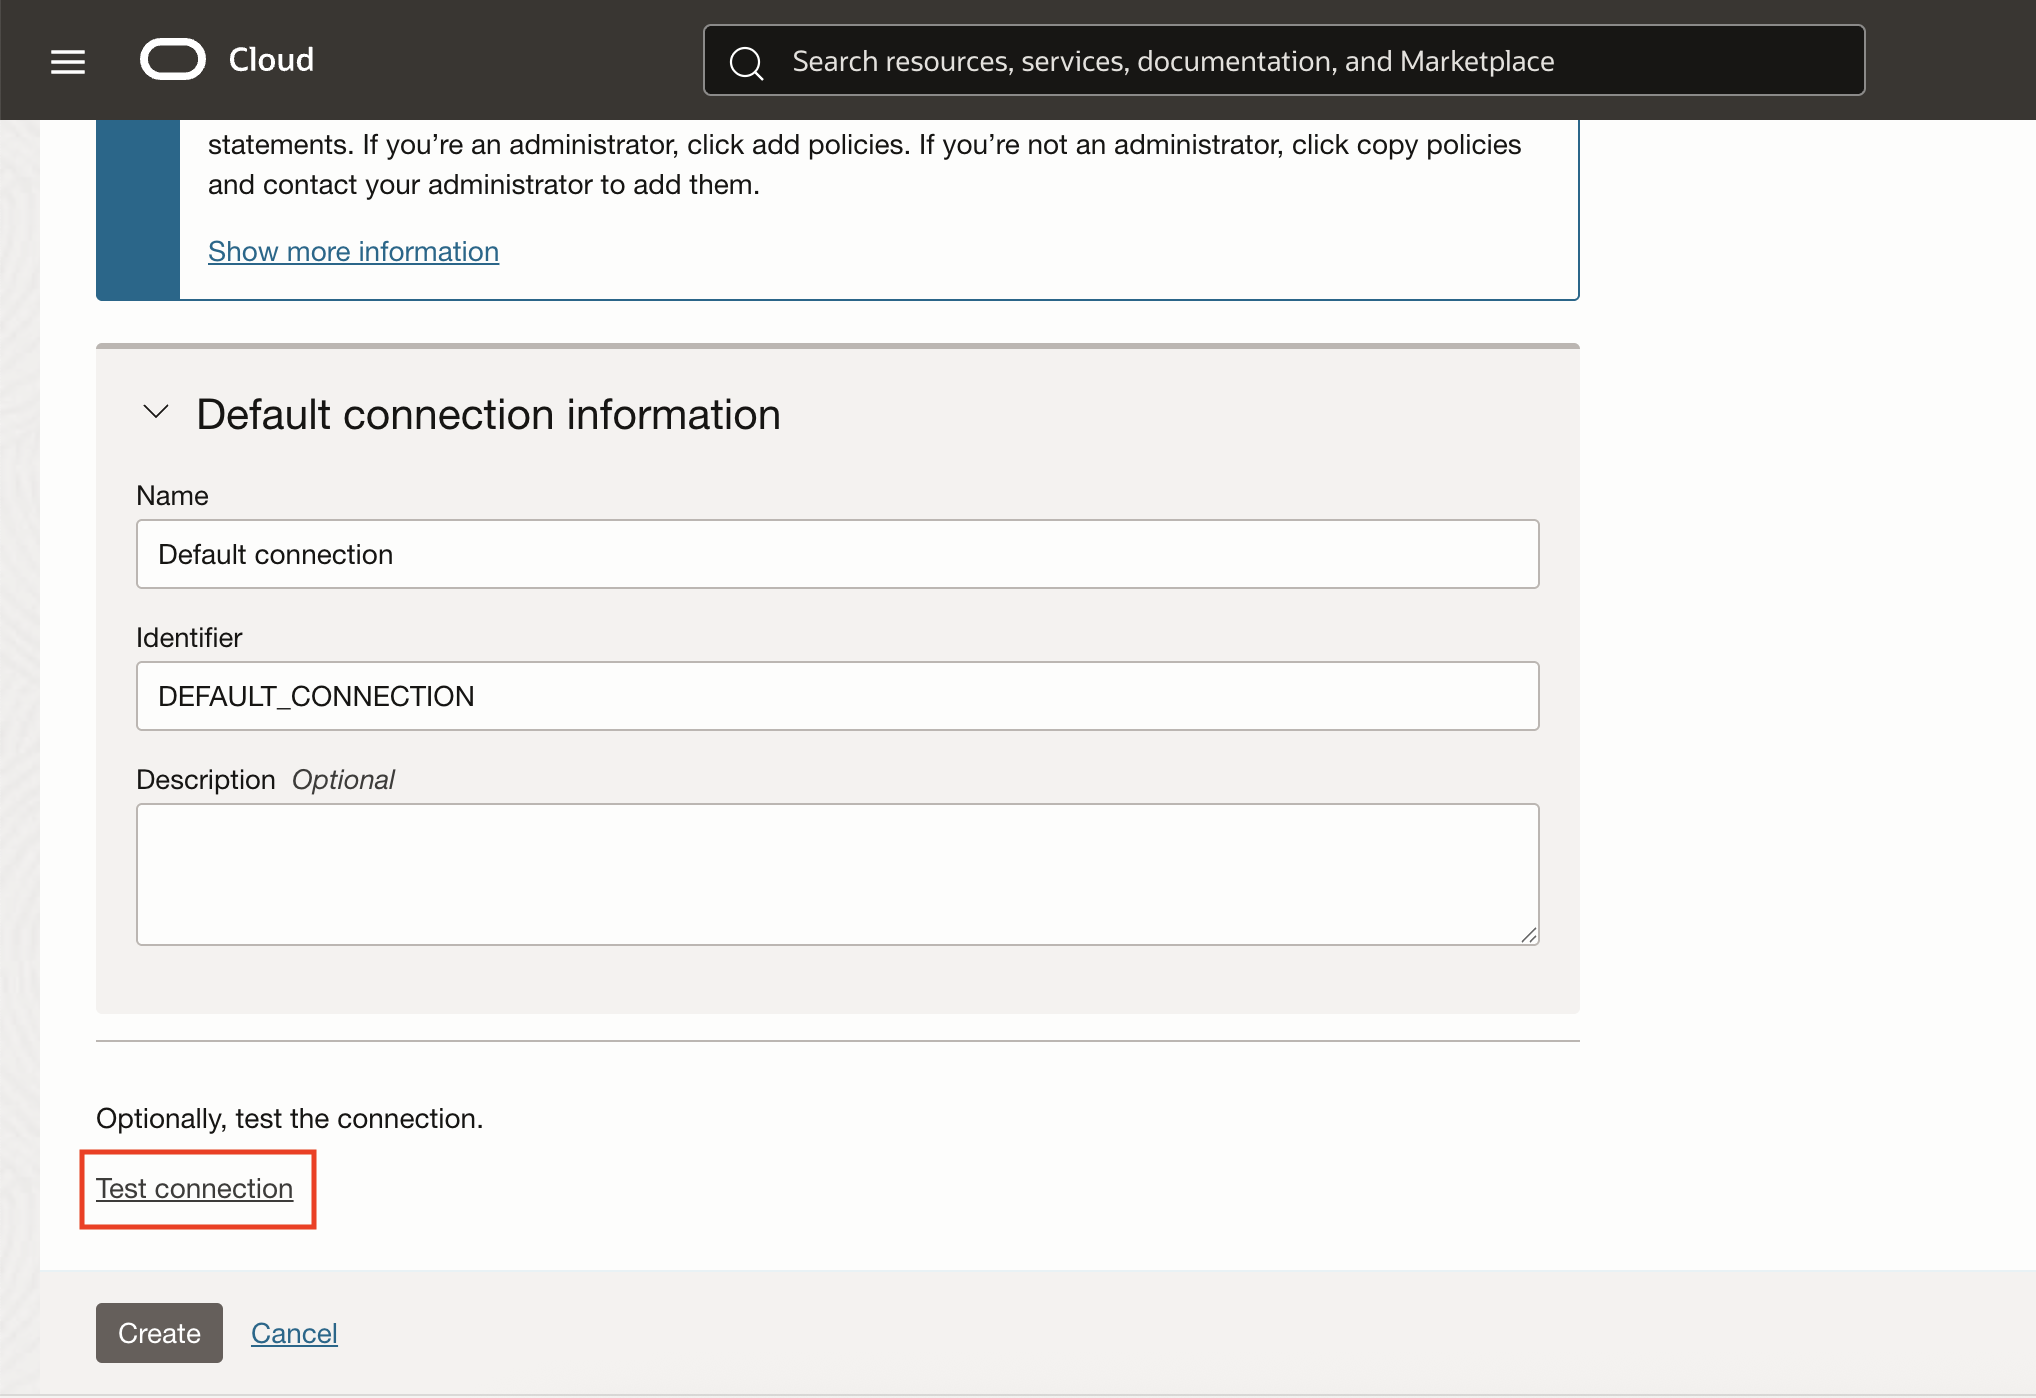 Cloud
Search resources, services, documentation, and Marketplace
statements. If you’re an administrator, click add policies. If you’re not an administrator, click copy policies
and contact your administrator to add them.
Show more information
Default connection information
Name
Default connection
Identifier
DEFAULT_CONNECTION
Description Optional
Optionally, test the connection.
Test connection
Create Cancel